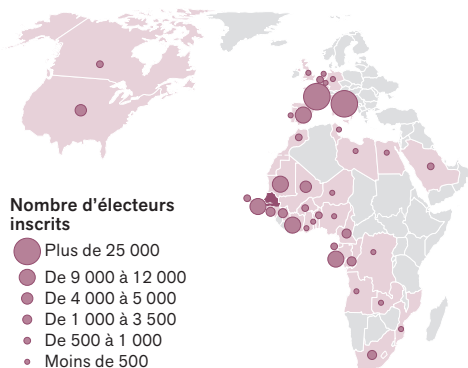 Nombre d'électeurs
inscrits
Plus de 25 000
De 9 000 à 12 000
De 4 000 à 5 000
De 1 000 à 3 500
De 500 à 1 000
Moins de 500